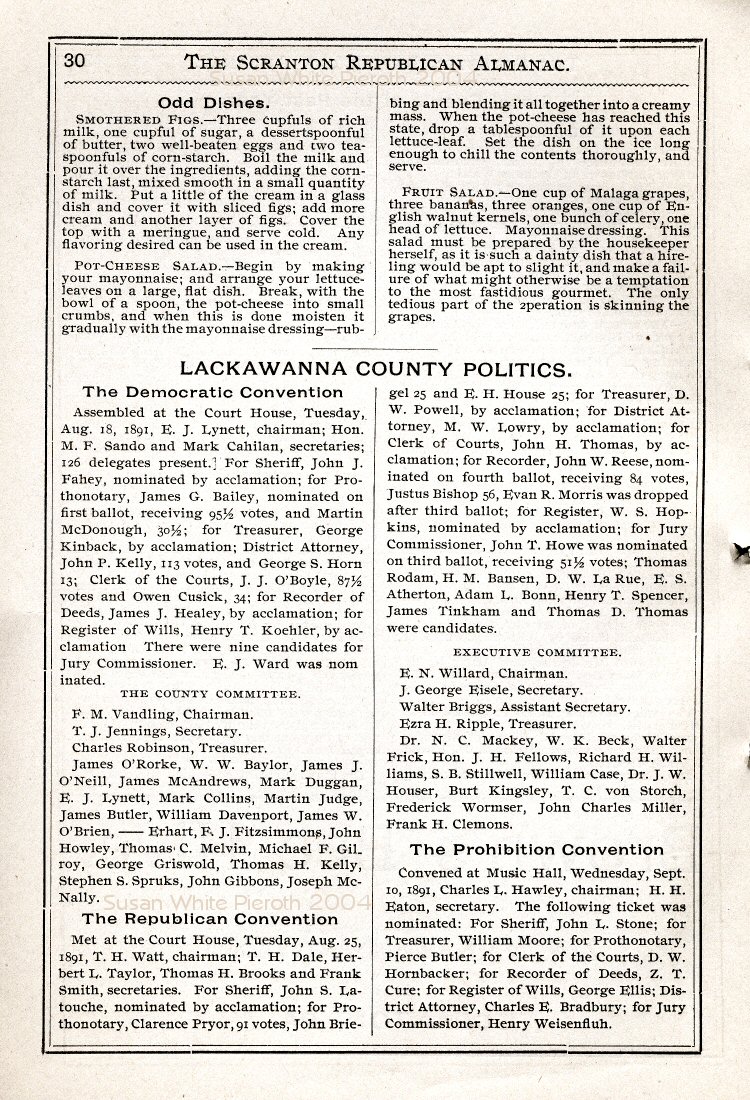 30
THE SCRANTON REPUBLICAN ALMANAC.
Susan White Pieroth 2004
Odd Dishes.
SMOTHERED FIGS.—Three cupfuls of rich
milk, one cupful of sugar, a dessertspoonful
of butter, two well-beaten eggs and two tea-
spoonfuls of corn-starch. Boil the milk and
pour it over the ingredients, adding the corn-
starch last, mixed smooth in a small quantity
of milk. Put a little of the cream in a glass
dish and cover it with sliced figs; add more
cream and another layer of figs. Cover the
top with a meringue, and serve cold. Any
flavoring desired can be used in the cream.
POT-CHEESE SALAD.—Begin by making
your mayonnaise; and arrange your lettuce-
leaves on a large, flat dish. Break, with the
bowl of a spoon, the pot-cheese into small
crumbs, and when this is done moisten it
gradually with the mayonnaise dressing—rub-
bing and blending it all together into a creamy
mass. When the pot-cheese has reached this
state, drop a tablespoonful of it upon each
lettuce-leaf. Set the dish on the ice long
enough to chill the contents thoroughly, and
serve.
FRUIT SALAD.—One cup of Malaga grapes,
three bananas, three oranges, one cup of En-
glish walnut kernels, one bunch of celery, one
head of lettuce. Mayonnaise dressing. This
salad must be prepared by the housekeeper
herself, as it is such a dainty dish that a hire-
ling would be apt to slight it, and make a fail-
ure of what might otherwise be a temptation
to the most fastidious gourmet. The only
tedious part of the 2peration is skinning the
grapes.
LACKAWANNA COUNTY POLITICS.
The Democratic Convention
Assembled at the Court House, Tuesday,
Aug. 18, 1891, E. J. Lynett, chairman; Hon.
M. F. Sando and Mark Cahilan, secretaries;
126 delegates present.] For Sheriff, John J.
Fahey, nominated by acclamation; for Pro-
thonotary, James G. Bailey, nominated on
first ballot, receiving 95½ votes, and Martin
McDonough, 30½; for Treasurer, George
Kinback, by acclamation; District Attorney,
John P. Kelly, 113 votes, and George S. Horn
13; Clerk of the Courts, J. J. O'Boyle, 87½
votes and Owen Cusick, 34; for Recorder of
Deeds, James J. Healey, by acclamation; for
Register of Wills, Henry T. Koehler, by ac-
clamation There were nine candidates for
Jury Commissioner. E. J. Ward was nom
inated.
THE COUNTY COMMITTEE.
F. M. Vandling, Chairman.
T. J. Jennings, Secretary.
Charles Robinson, Treasurer.
James O'Rorke, W. W. Baylor, James J.
O'Neill, James McAndrews, Mark Duggan,
E. J. Lynett, Mark Collins, Martin Judge,
James Butler, William Davenport, James W.
O'Brien, —— Erhart, F. J. Fitzsimmons, John
Howley, Thomas C. Melvin, Michael F. Gil-
roy, George Griswold, Thomas H. Kelly,
Stephen S. Spruks, John Gibbons, Joseph Mc-
Nally.
Susan White Pieroth 2004
The Republican Convention
Met at the Court House, Tuesday, Aug. 25,
1891, T. H. Watt, chairman; T. H. Dale, Her-
bert L. Taylor, Thomas H. Brooks and Frank
Smith, secretaries. For Sheriff, John S. La-
touche, nominated by acclamation; for Pro-
thonotary, Clarence Pryor, 91 votes, John Brie-
gel 25 and E. H. House 25; for Treasurer, D.
W. Powell, by acclamation; for District At-
torney, M. W. Lowry, by acclamation; for
Clerk of Courts, John H. Thomas, by ac-
clamation; for Recorder, John W. Reese, nom-
inated on fourth ballot, receiving 84 votes,
Justus Bishop 56, Evan R. Morris was dropped
after third ballot; for Register, W. S. Hop-
kins, nominated by acclamation; for Jury
Commissioner, John T. Howe was nominated
on third ballot, receiving 51½ votes; Thomas
Rodam, H. M. Bansen, D. W. La Rue, E. S.
Atherton, Adam L. Bonn, Henry T. Spencer,
James Tinkham and Thomas D. Thomas
were candidates.
EXECUTIVE COMMITTEE.
E. N. Willard, Chairman.
J. George Eisele, Secretary.
Walter Briggs, Assistant Secretary.
Ezra H. Ripple, Treasurer.
Dr. N. C. Mackey, W. K. Beck, Walter
Frick, Hon. J. H. Fellows, Richard H. Wil-
liams, S. B. Stillwell, William Case, Dr. J. W.
Houser, Burt Kingsley, T. C. von Storch,
Frederick Wormser, John Charles Miller,
Frank H. Clemons.
The Prohibition Convention
Convened at Music Hall, Wednesday, Sept.
10, 1891, Charles L. Hawley, chairman; H. H.
Eaton, secretary. The following ticket was
nominated: For Sheriff, John L. Stone; for
Treasurer, William Moore; for Prothonotary,
Pierce Butler; for Clerk of the Courts, D. W.
Hornbacker; for Recorder of Deeds, Z. T.
Cure; for Register of Wills, George Ellis; Dis-
trict Attorney, Charles E. Bradbury; for Jury
Commissioner, Henry Weisenfluh.